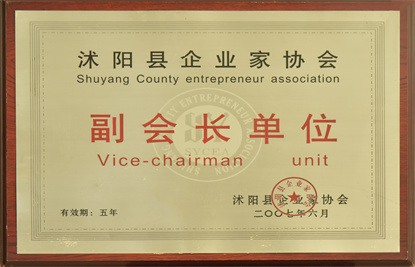 沭阳县企业家协会
Shuyang County entrepreneur association
副会长单位
Vice-chairman unit
沭阳县企业家协会
有效期：五年
二〇〇七年六月